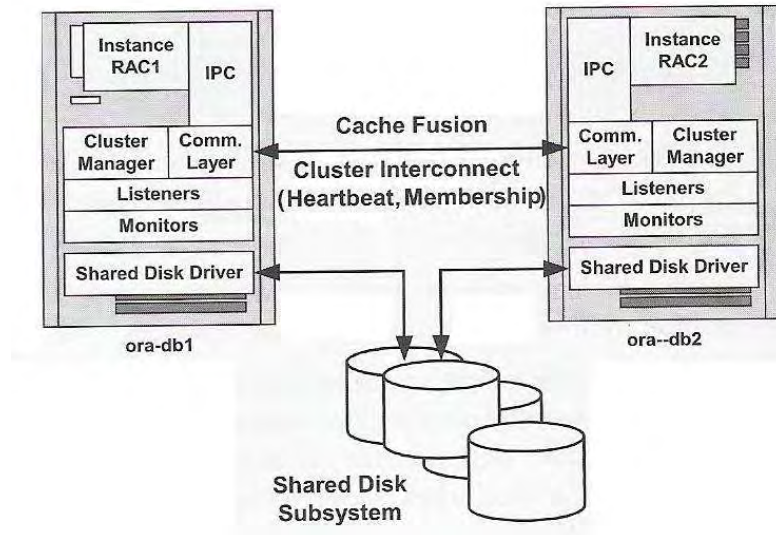 Instance
RAC1
IPC
Cluster
Manager
Comm.
Layer
Listeners
Monitors
Shared Disk Driver
ora-db1
Cache Fusion
Cluster Interconnect
(Heartbeat, Membership)
IPC
Instance
RAC2
Comm.
Layer
Cluster
Manager
Listeners
Monitors
Shared Disk Driver
ora--db2
Shared Disk
Subsystem